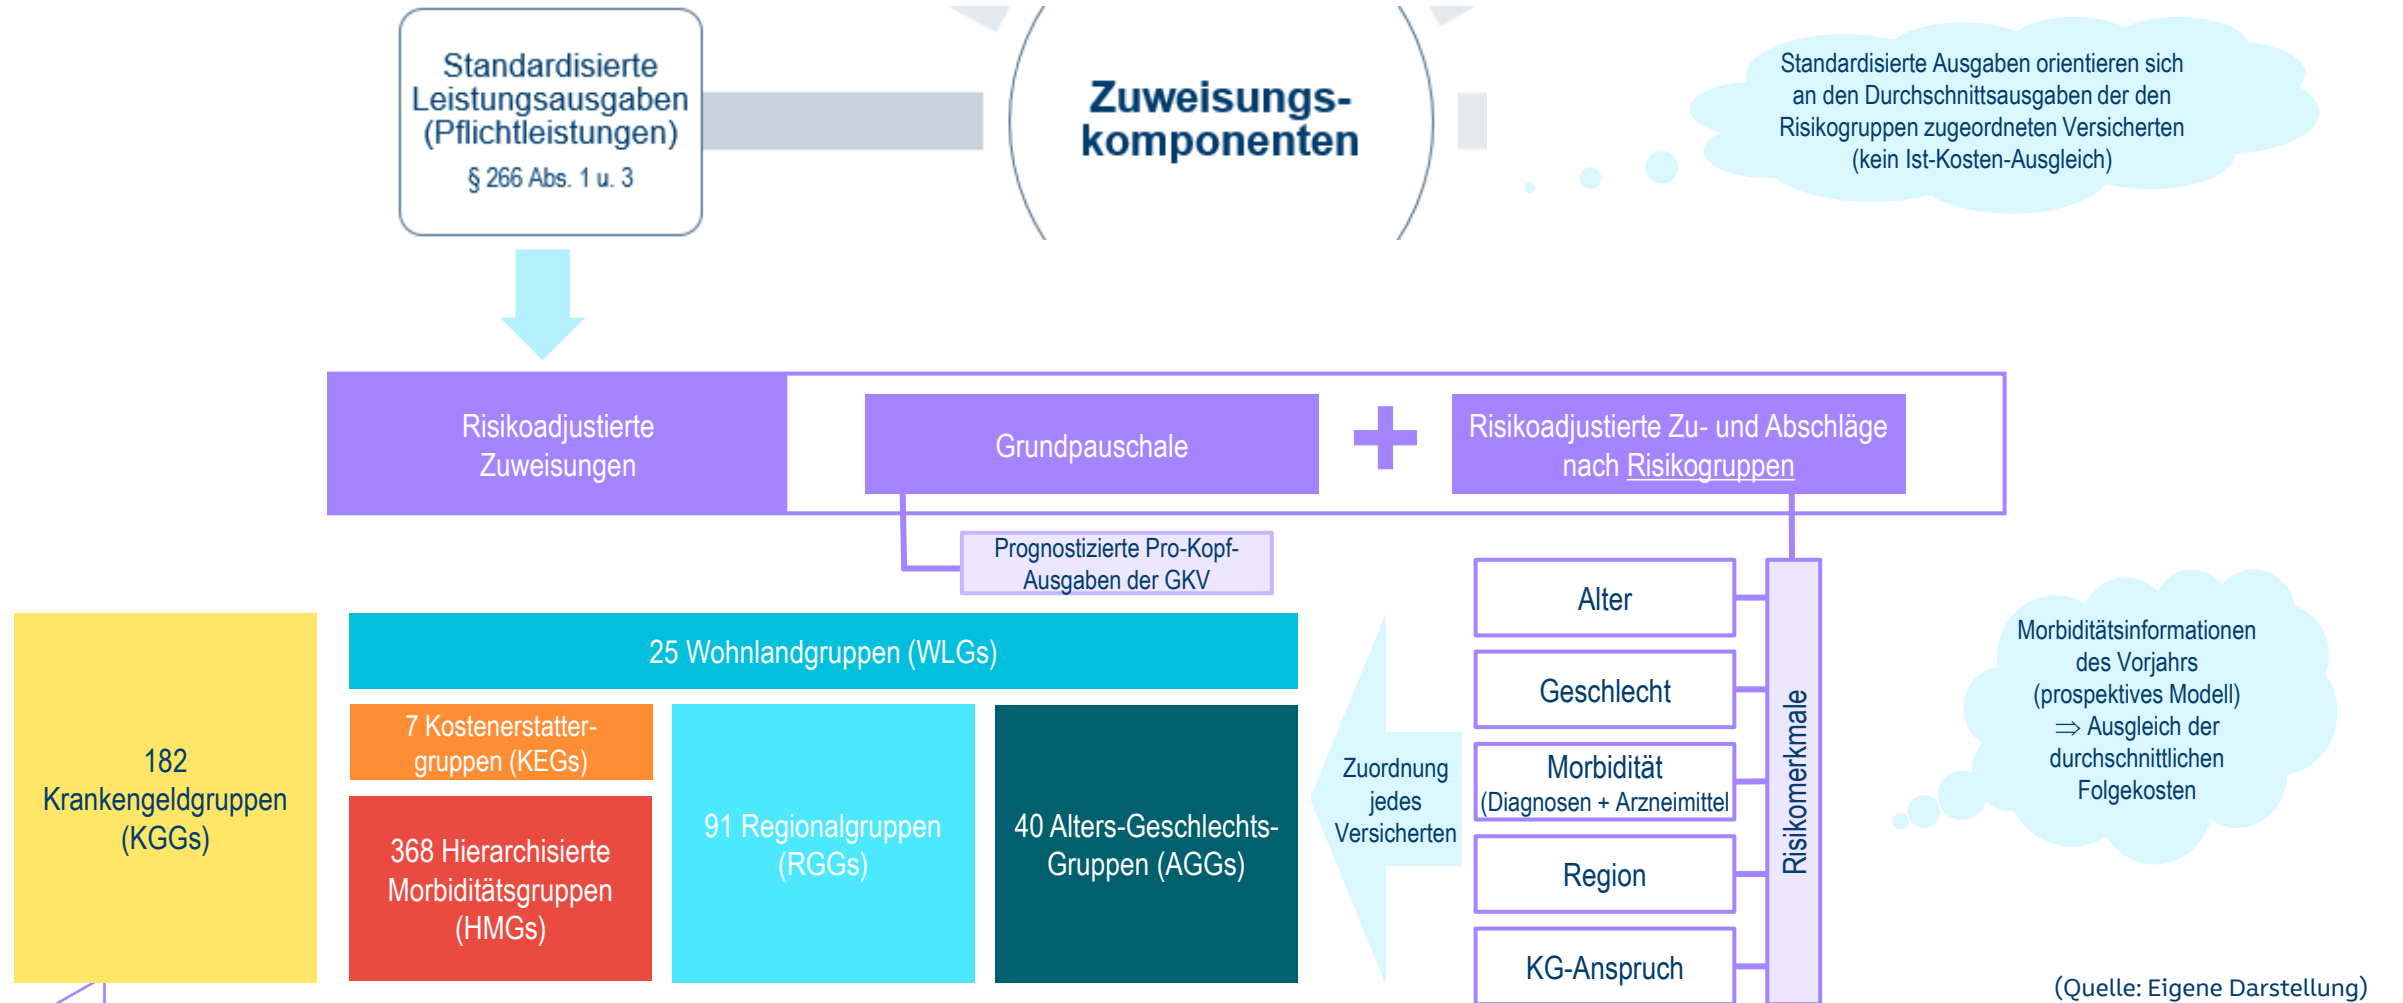 Standardisierte
Leistungsausgaben
(Pflichtleistungen)
§ 266 Abs. 1 u. 3
Zuweisungs-
komponenten
Standardisierte Ausgaben orientieren sich
an den Durchschnittsausgaben der den
Risikogruppen zugeordneten Versicherten
(kein Ist-Kosten-Ausgleich)
Risikoadjustierte
Zuweisungen
Grundpauschale
Risikoadjustierte Zu- und Abschläge
nach Risikogruppen
Prognostizierte Pro-Kopf-
Ausgaben der GKV
182
Krankengeldgruppen
(KGGs)
25 Wohnlandgruppen (WLGs)
7 Kostenerstatter-
gruppen (KEGs)
368 Hierarchisierte
Morbiditätsgruppen
(HMGs)
91 Regionalgruppen
(RGGs)
40 Alters-Geschlechts-
Gruppen (AGGs)
Zuordnung
jedes
Versicherten
Alter
Geschlecht
Morbidität
(Diagnosen + Arzneimittel
Region
KG-Anspruch
Risikomerkmale
Morbiditätsinformationen
des Vorjahrs
(prospektives Modell)
⇒ Ausgleich der
durchschnittlichen
Folgekosten
(Quelle: Eigene Darstellung)